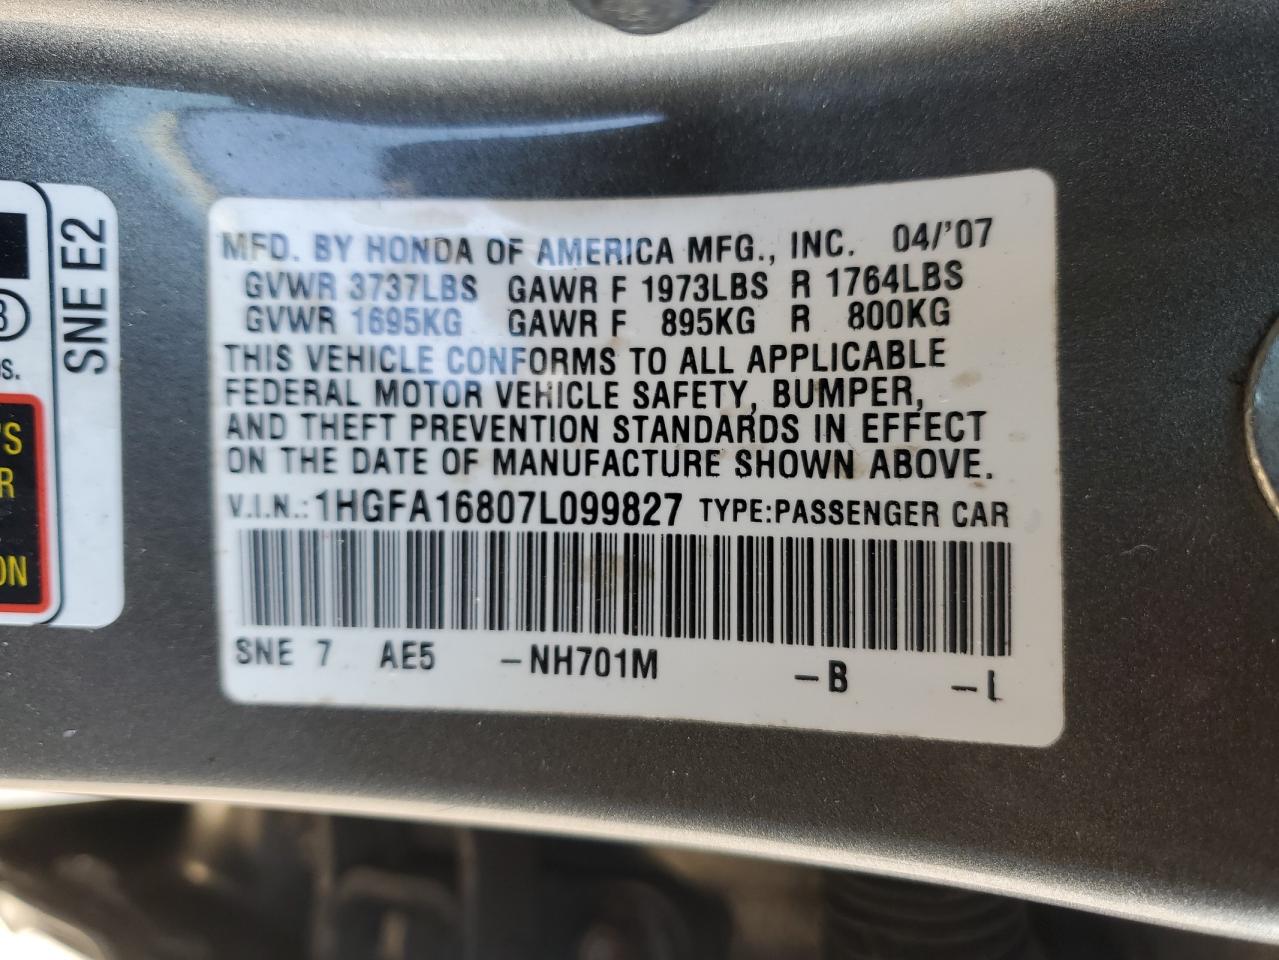 MFD. BY HONDA OF AMERICA MFG., INC. 04/'07
GVWR 3737LBS GAWR F 1973LBS R 1764LBS
GVWR 1695KG GAWR F 895KG R 800KG
THIS VEHICLE CONFORMS TO ALL APPLICABLE
FEDERAL MOTOR VEHICLE SAFETY, BUMPER,
AND THEFT PREVENTION STANDARDS IN EFFECT
ON THE DATE OF MANUFACTURE SHOWN ABOVE.
V.I.N.: 1HGFA16807L099827 TYPE:PASSENGER CAR
SNE 7 AE5 -NH701M -B
SNE E2